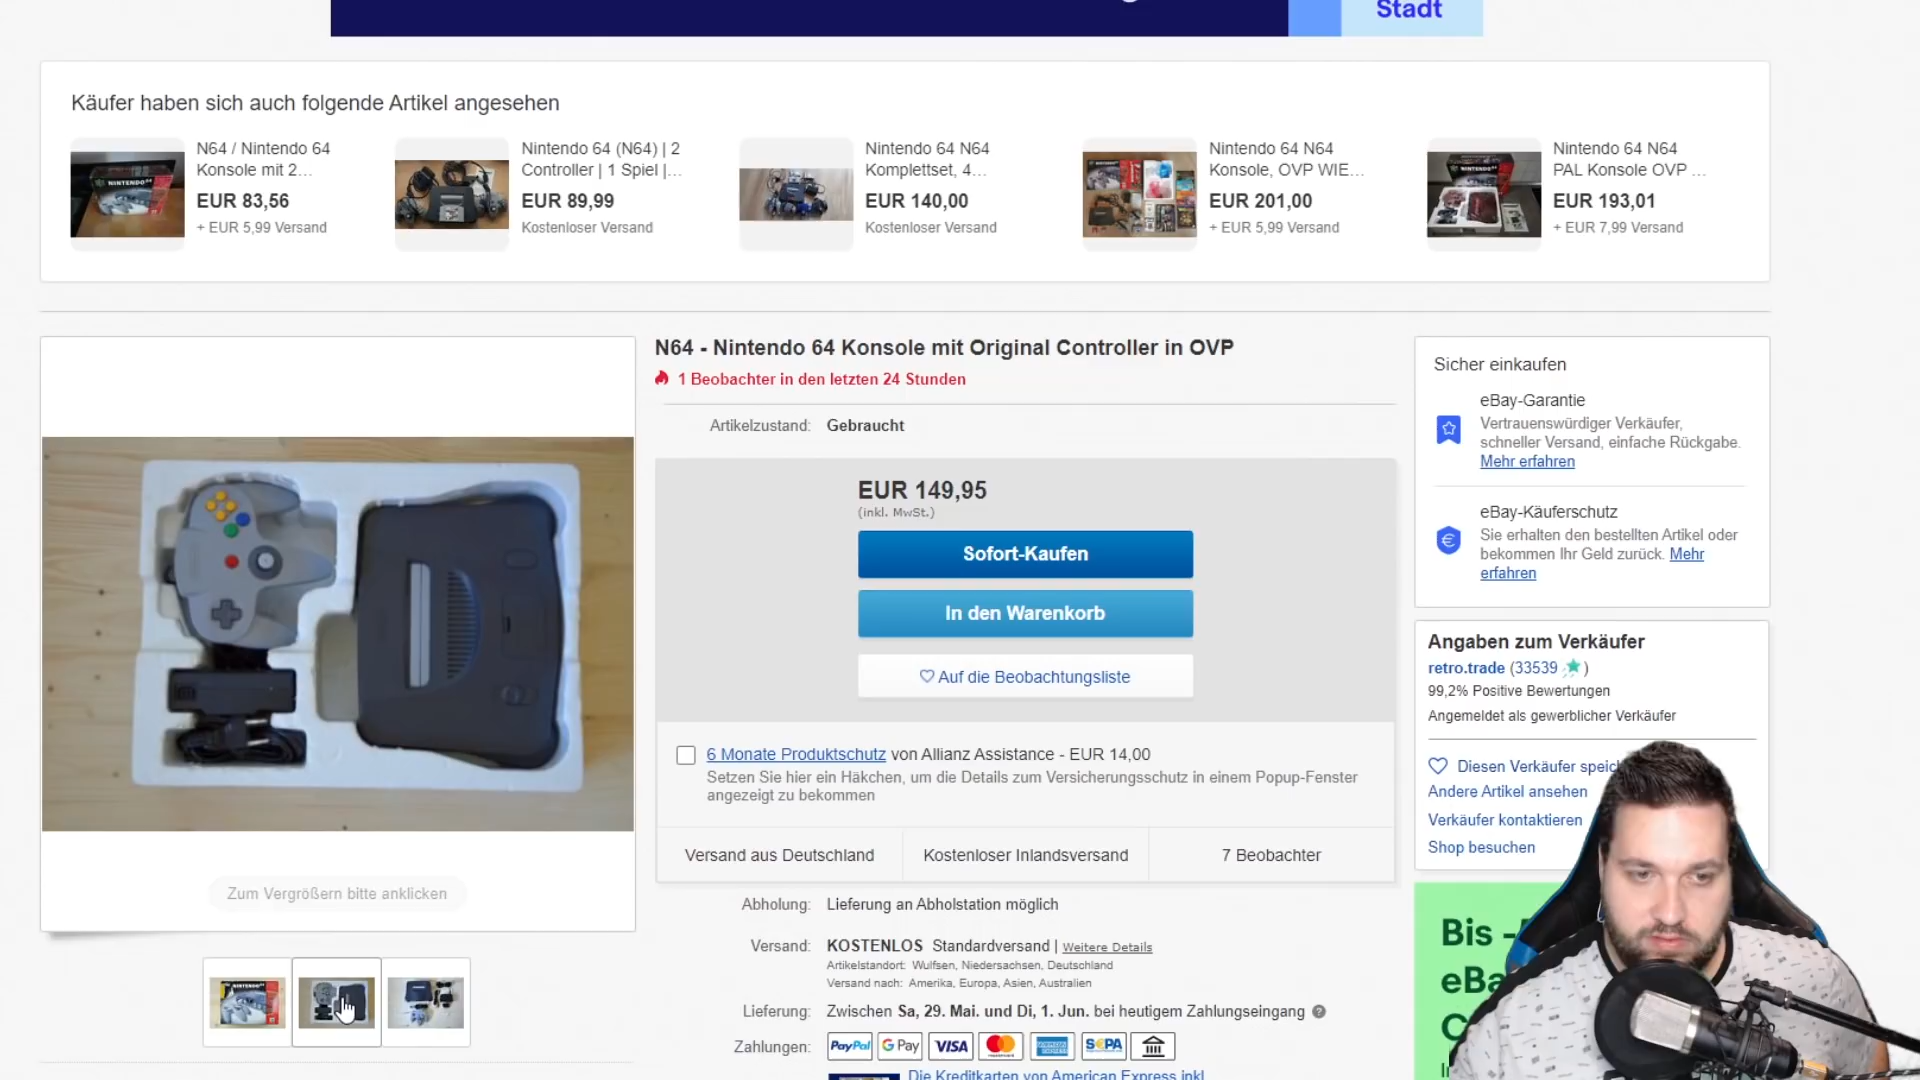 Stadt
Käufer haben sich auch folgende Artikel angesehen
N64 / Nintendo 64
Konsole mit 2...
EUR 83,56
+ EUR 5,99 Versand
Nintendo 64 (N64) | 2
Controller | 1 Spiel |...
EUR 89,99
Kostenloser Versand
Nintendo 64 N64
Komplettset, 4...
EUR 140,00
Kostenloser Versand
Nintendo 64 N64
Konsole, OVP WIE...
EUR 201,00
+ EUR 5,99 Versand
Nintendo 64 N64
PAL Konsole OVP ...
EUR 193,01
+ EUR 7,99 Versand
Zum Vergrößern bitte anklicken
N64 - Nintendo 64 Konsole mit Original Controller in OVP
1 Beobachter in den letzten 24 Stunden
Artikelzustand: Gebraucht
EUR 149,95
(inkl. MwSt.)
Sofort-Kaufen
In den Warenkorb
Auf die Beobachtungsliste
6 Monate Produktschutz von Allianz Assistance - EUR 14,00
Setzen Sie hier ein Häkchen, um die Details zum Versicherungsschutz in einem Popup-Fenster
angezeigt zu bekommen
Versand aus Deutschland
Kostenloser Inlandsversand
7 Beobachter
Abholung: Lieferung an Abholstation möglich
Versand: KOSTENLOS Standardversand | Weitere Details
Artikelstandort: Wulfsen, Niedersachsen, Deutschland
Versand nach: Amerika, Europa, Asien, Australien
Lieferung: Zwischen Sa, 29. Mai. und Di, 1. Jun. bei heutigem Zahlungseingang
Zahlungen: PayPal G Pay VISA SEPA
Die Kreditkarten von American Express inkl
Sicher einkaufen
eBay-Garantie
Vertrauenswürdiger Verkäufer,
schneller Versand, einfache Rückgabe.
Mehr erfahren
eBay-Käuferschutz
Sie erhalten den bestellten Artikel oder
bekommen Ihr Geld zurück. Mehr
erfahren
Angaben zum Verkäufer
retro.trade (33539)
99,2% Positive Bewertungen
Angemeldet als gewerblicher Verkäufer
Diesen Verkäufer speic
Andere Artikel ansehen
Verkäufer kontaktieren
Shop besuchen
Bis -
eBa
C